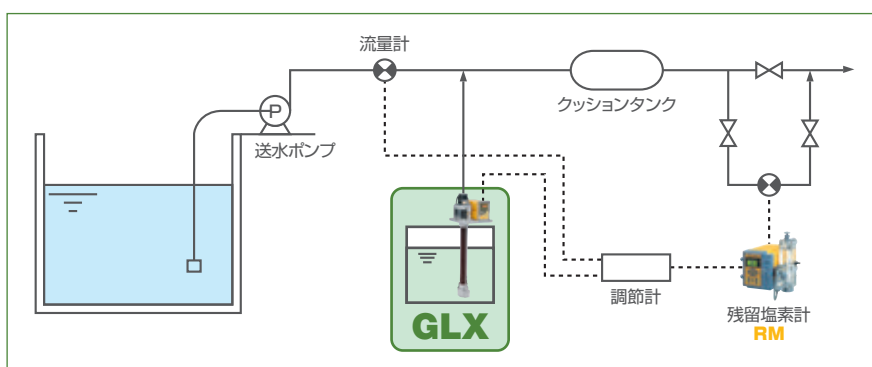 流量計
P
送水ポンプ
クッションタンク
GLX
調節計
残留塩素計
RM